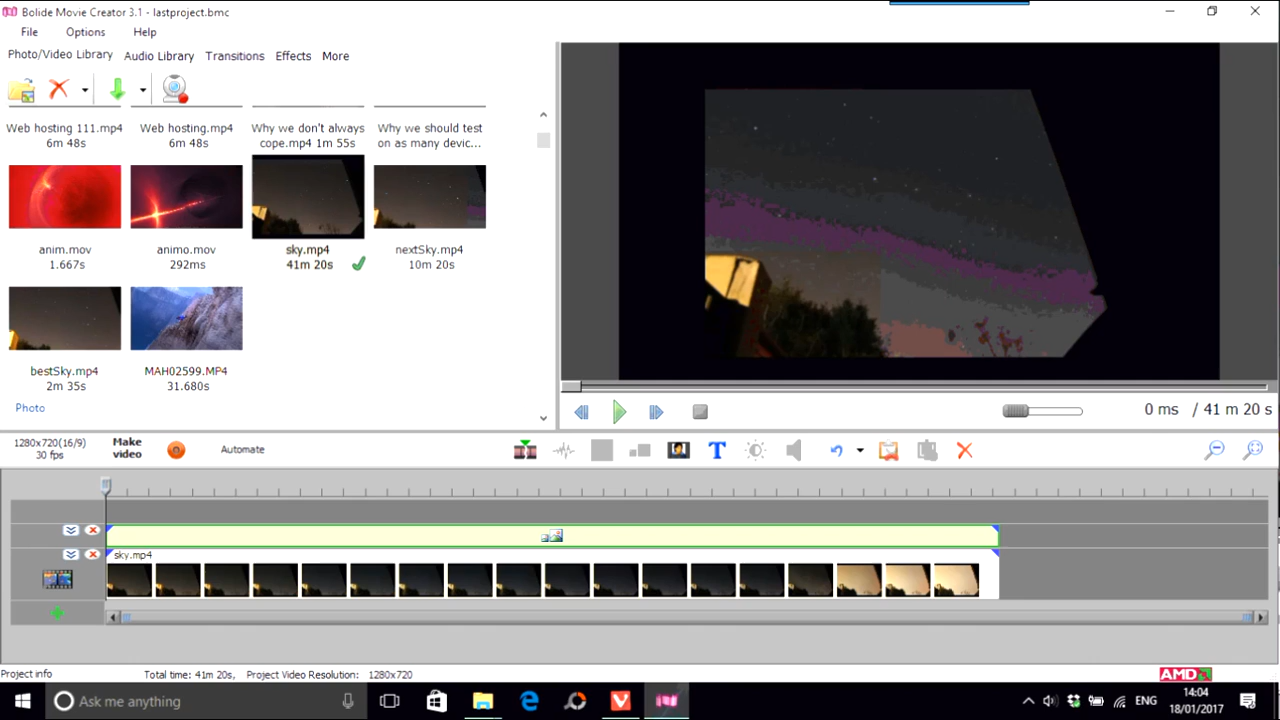 Bolide Movie Creator 3.1 - lastproject.bmc
File Options Help
Photo/Video Library Audio Library Transitions Effects More
Web hosting 111.mp4
6m 48s
Web hosting.mp4
6m 48s
Why we don't always
cope.mp4 1m 55s
Why we should test
on as many devic...
anim.mov
1.667s
animo.mov
292ms
sky.mp4
41m 20s
nextSky.mp4
10m 20s
bestSky.mp4
2m 35s
MAH02599.MP4
31.680s
Photo
0 ms / 41 m 20 s
1280x720(16/9)
30 fps
Make
video
Automate
T
sky.mp4
Project info
Total time: 41m 20s, Project Video Resolution: 1280x720
AMD
Ask me anything
ENG
14:04
18/01/2017